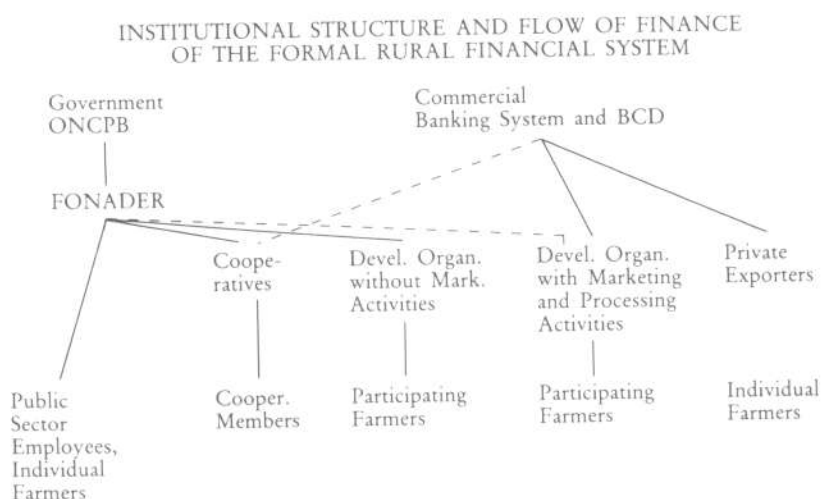 INSTITUTIONAL STRUCTURE AND FLOW OF FINANCE
OF THE FORMAL RURAL FINANCIAL SYSTEM
Government
ONCPB
Commercial
Banking System and BCD
FONADER
Coope-
ratives
Devel. Organ.
without Mark.
Activities
Devel. Organ.
with Marketing
and Processing
Activities
Private
Exporters
Public
Sector
Employees,
Individual
Farmers
Cooper.
Members
Participating
Farmers
Participating
Farmers
Individual
Farmers